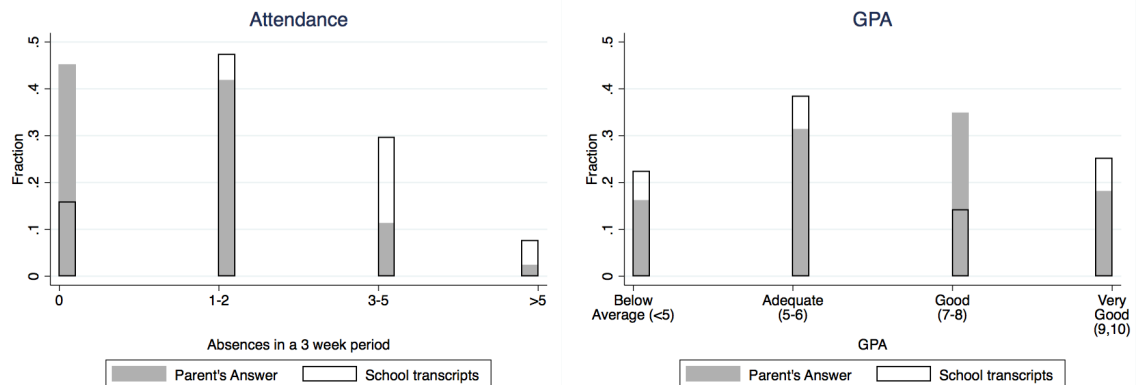 Attendance
.5
.4
.3
.2
.1
0
Fraction
0 1-2 3-5 >5
Absences in a 3 week period
Parent's Answer School transcripts
GPA
.5
.4
.3
.2
.1
0
Fraction
Below Adequate Good Very
Average (<5) (5-6) (7-8) Good
(9,10)
GPA
Parent's Answer School transcripts